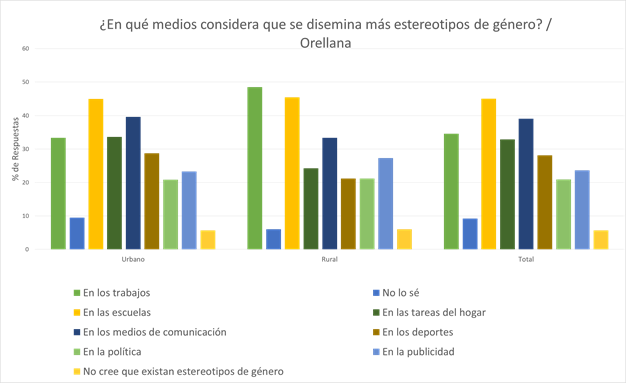 ¿En qué medios considera que se disemina más estereotipos de género? /
Orellana
60
50
40
30
20
10
0
% de Respuestas
Urbano
Rural
Total
En los trabajos
No lo sé
En las escuelas
En las tareas del hogar
En los medios de comunicación
En los deportes
En la política
En la publicidad
No cree que existan estereotipos de género